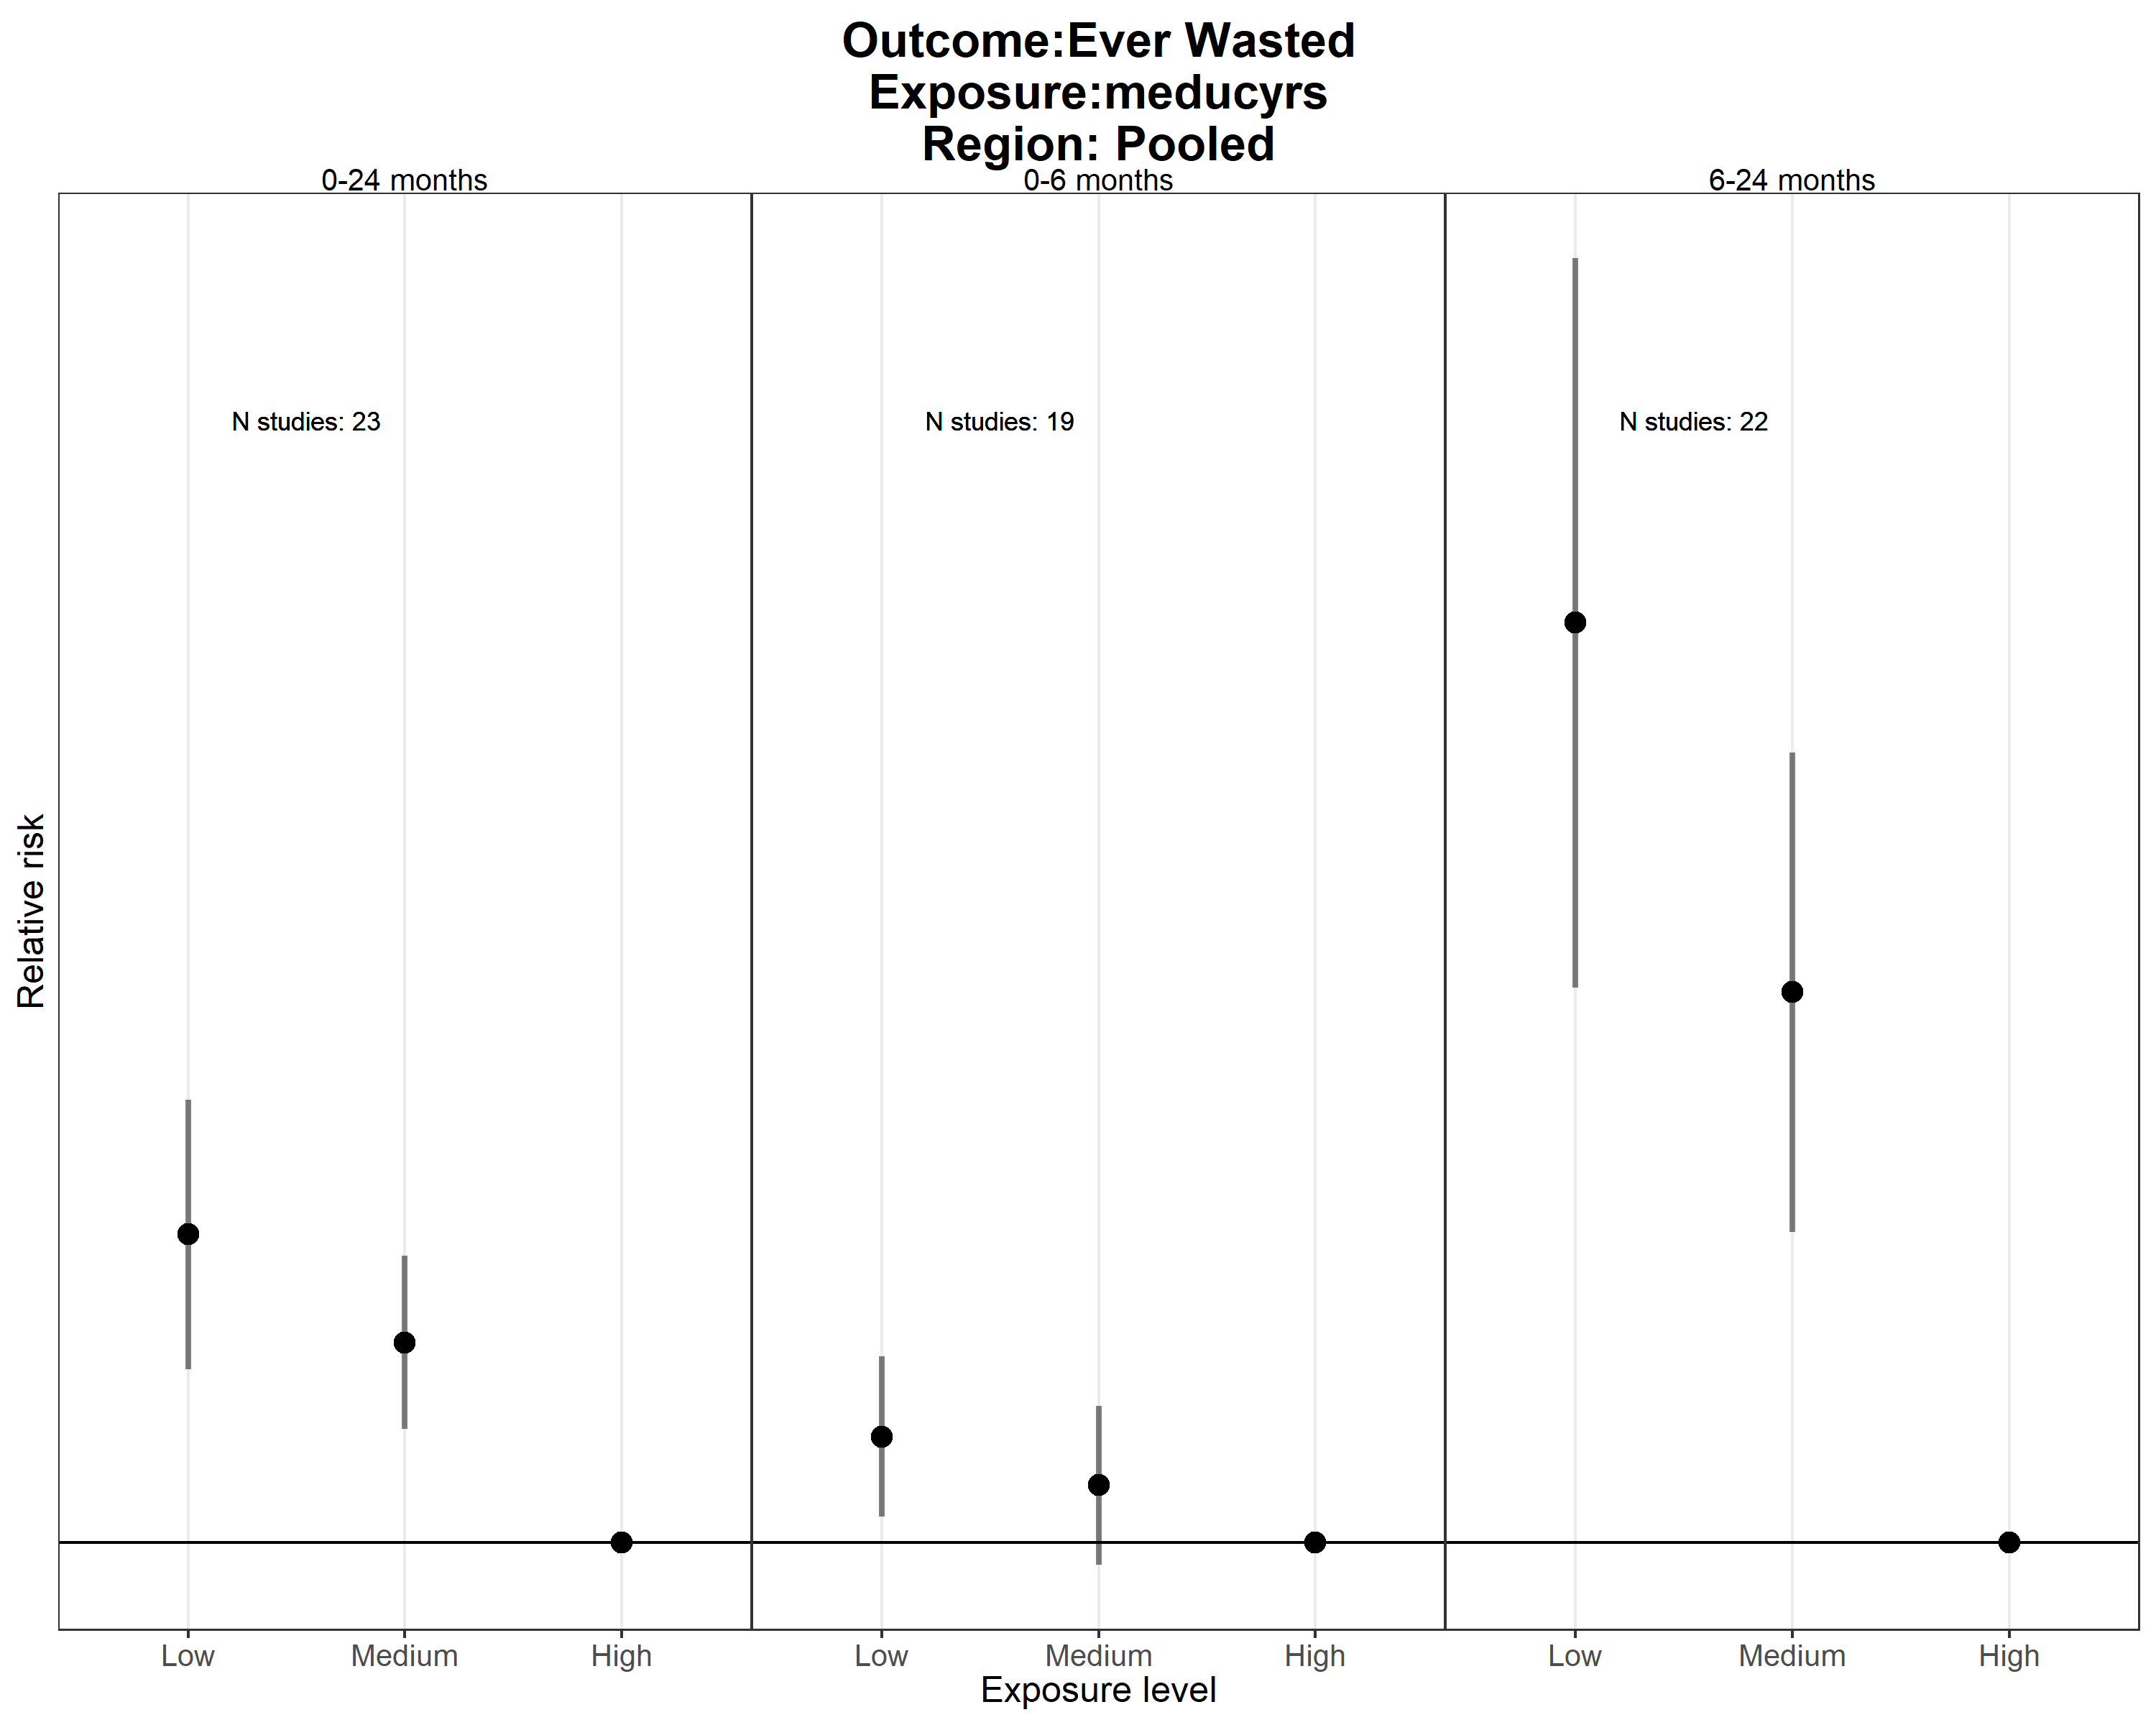 Outcome:Ever Wasted
Exposure:meducyrs
Region: Pooled
0-24 months
0-6 months
6-24 months
N studies: 23
N studies: 19
N studies: 22
Relative risk
Low
Medium
High
Low
Medium
High
Low
Medium
High
Exposure level